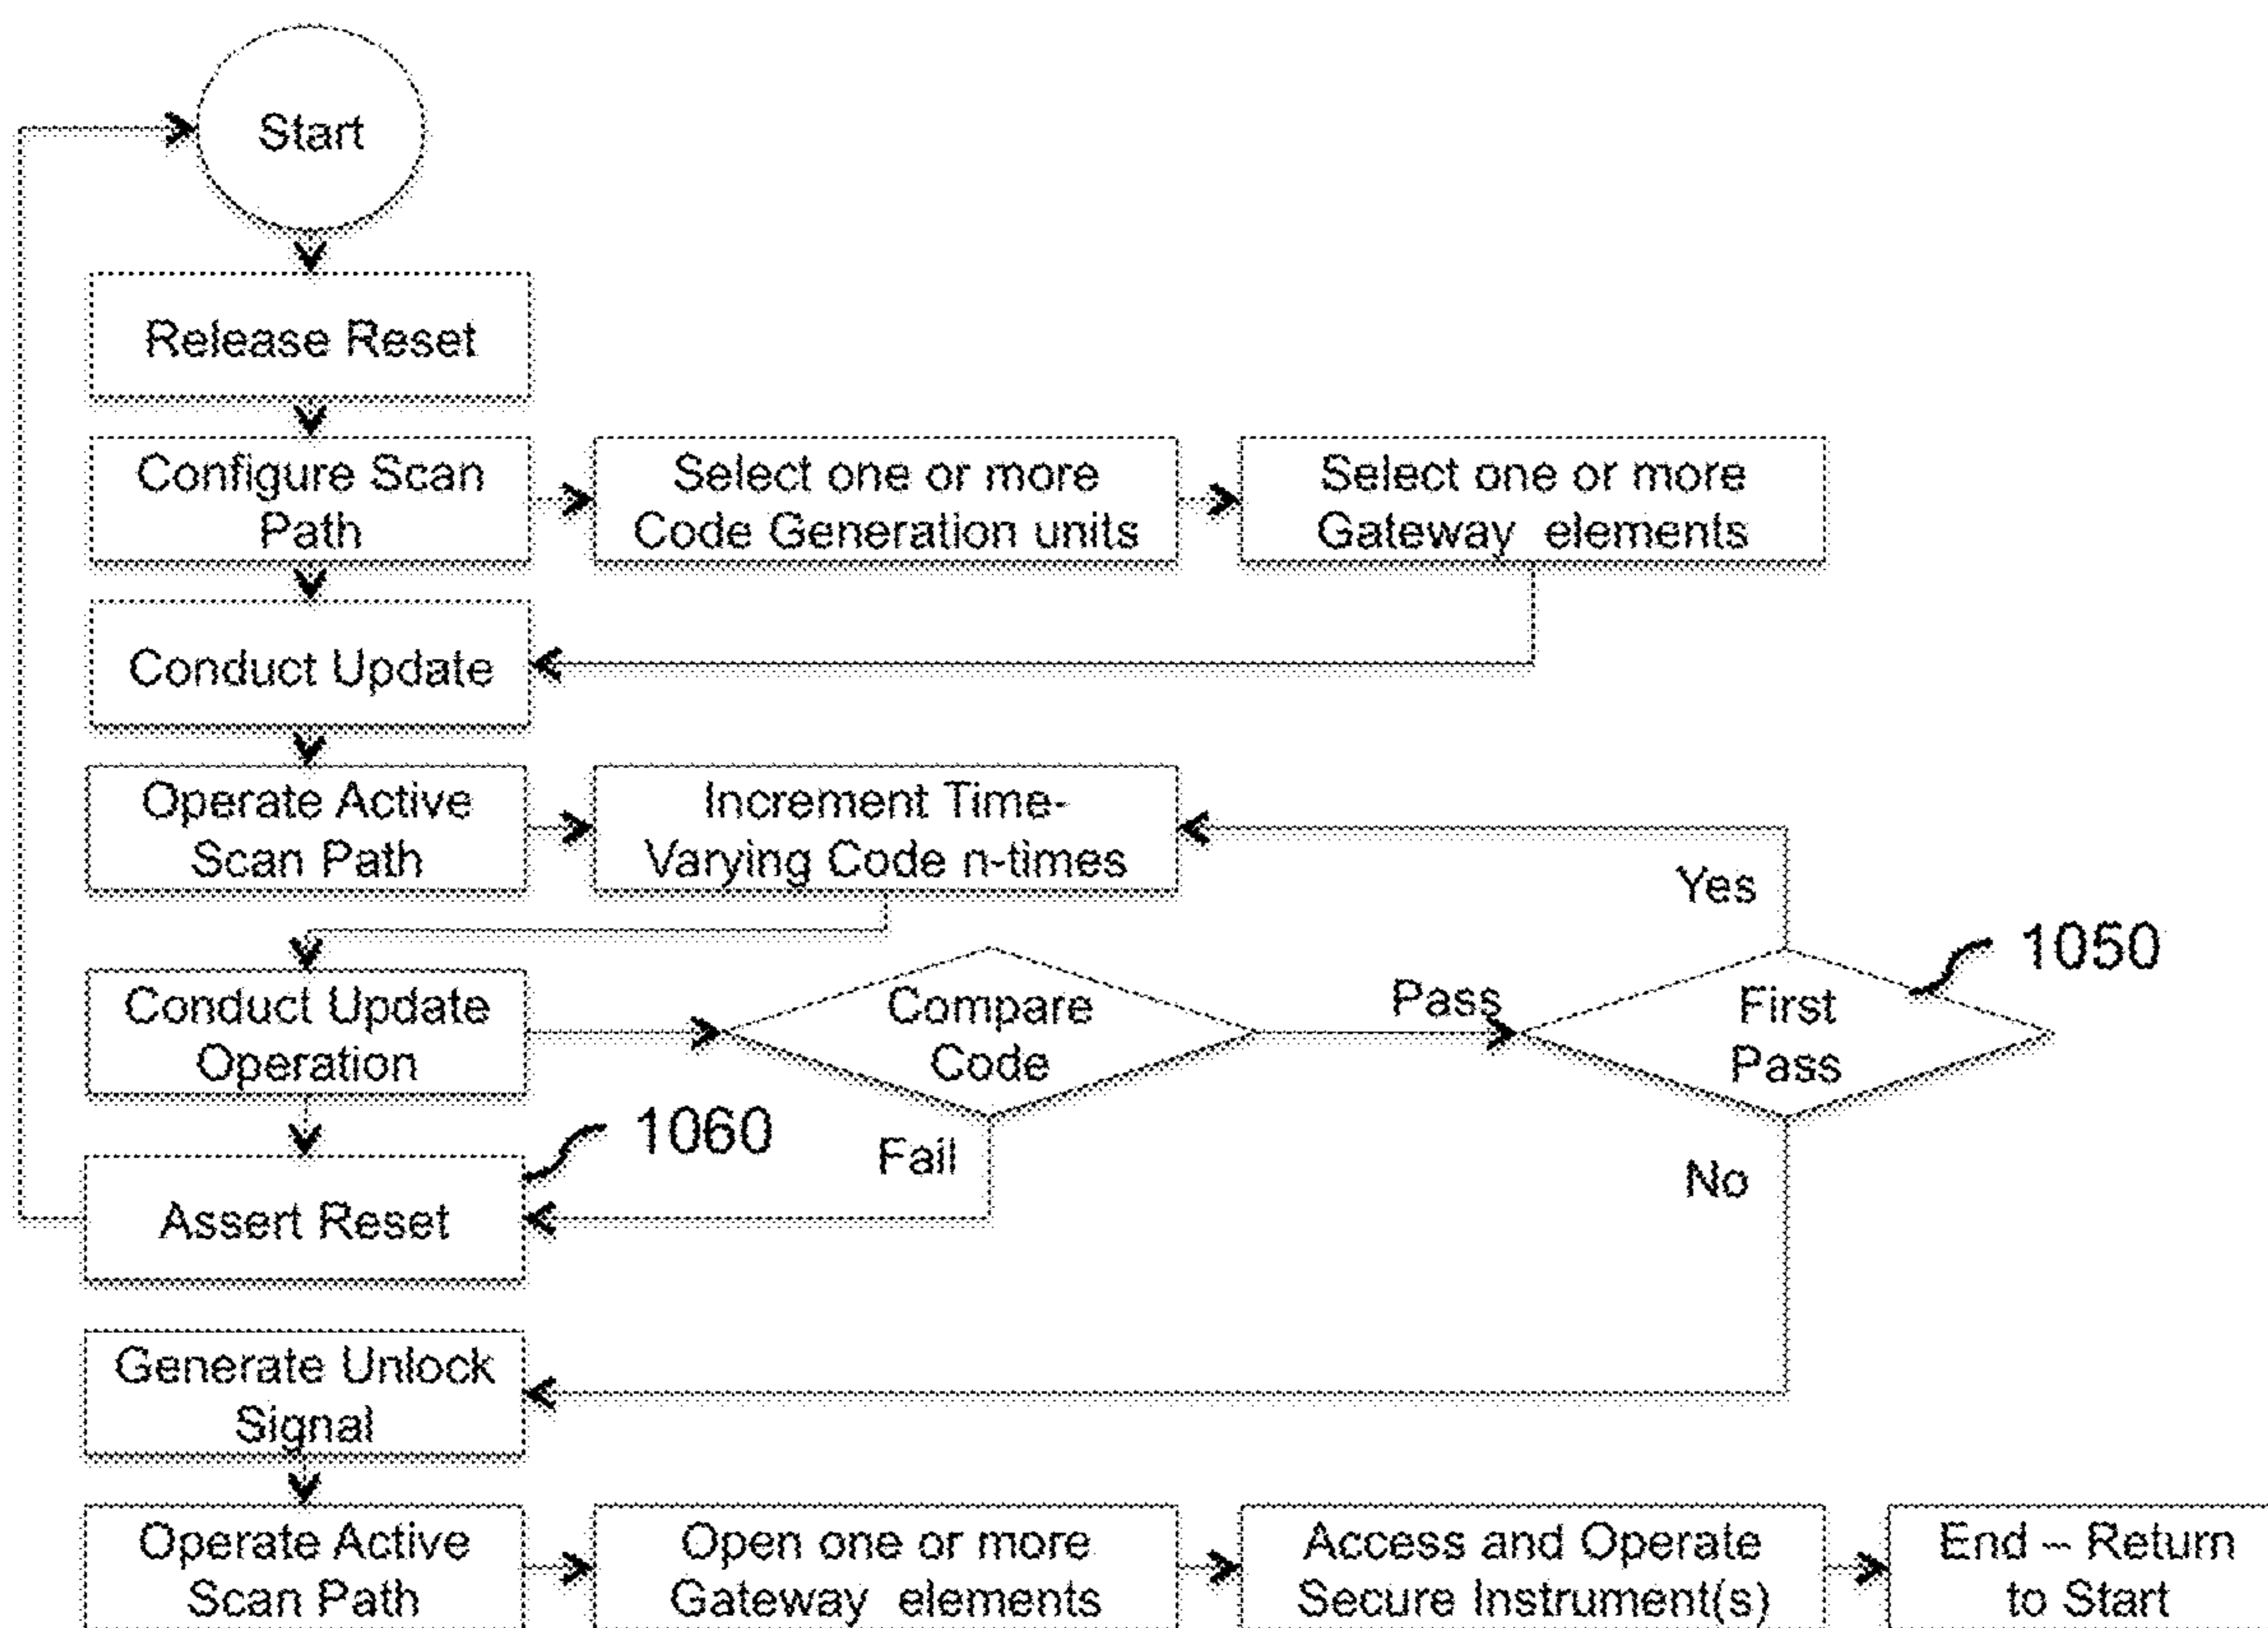 Start
Release Reset
Configure Scan
Path
Select one or more
Code Generation units
Select one or more
Gateway elements
Conduct Update
Operate Active
Scan Path
Increment Time-
Varying Code n-times
Yes
1050
Conduct Update
Operation
Compare
Code
Pass
First
Pass
1060
Fail
No
Assert Reset
Generate Unlock
Signal
Operate Active
Scan Path
Open one or more
Gateway elements
Access and Operate
Secure Instrument(s)
End – Return
to Start